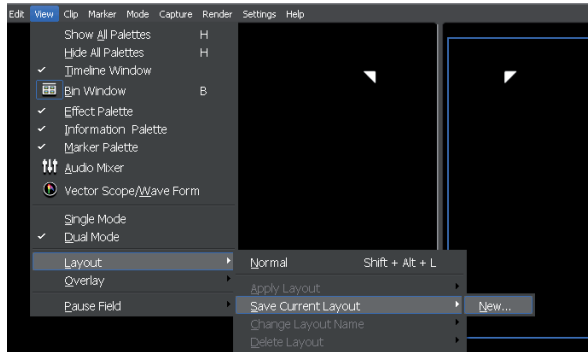 Edit View Clip Marker Mode Capture Render Settings Help
Show All Palettes H
Hide All Palettes H
Timeline Window
Bin Window B
Effect Palette
Information Palette
Marker Palette
Audio Mixer
Vector Scope/Wave Form
Single Mode
Dual Mode
Layout
Overlay
Pause Field
Normal Shift + Alt + L
Apply Layout
Save Current Layout
Change Layout Name
Delete Layout
New...